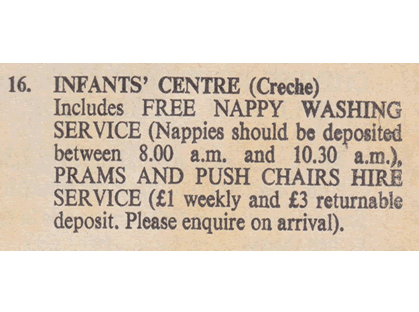 16. INFANTS' CENTRE (Creche)
Includes FREE NAPPY WASHING
SERVICE (Nappies should be deposited
between 8.00 a.m. and 10.30 a.m.),
PRAMS AND PUSH CHAIRS HIRE
SERVICE (£1 weekly and £3 returnable
deposit. Please enquire on arrival).